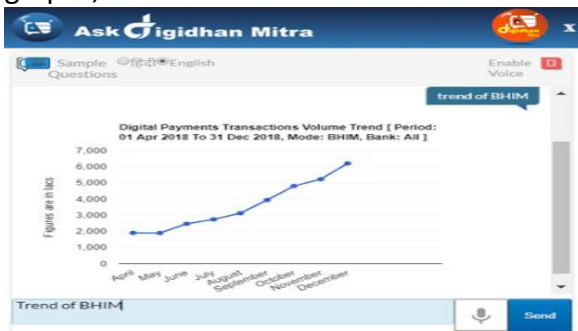 Ask Digidhan Mitra
x
Sample Questions
हिंदी English
Enable Voice
trend of BHIM
Digital Payments Transactions Volume Trend [ Period:
01 Apr 2018 To 31 Dec 2018, Mode: BHIM, Bank: All ]
Figures are in lacs
7,000
6,000
5,000
4,000
3,000
2,000
1,000
0
April
May
June
July
August
September
October
November
December
Trend of BHIM
Send